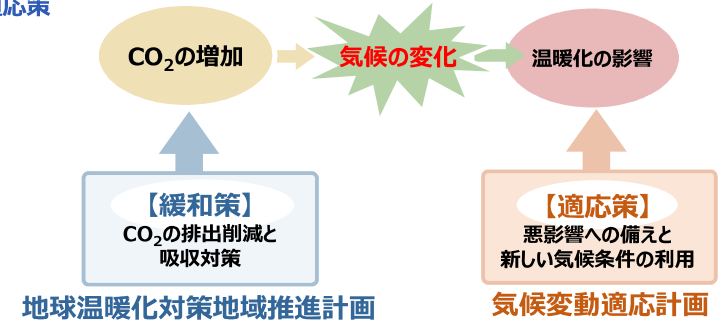 応策
CO₂の増加
気候の変化
温暖化の影響
【緩和策】
CO₂の排出削減と
吸収対策
【適応策】
悪影響への備えと
新しい気候条件の利用
地球温暖化対策地域推進計画
気候変動適応計画